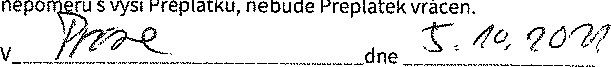 nepoměru s výší Přeplatku, nebude Přeplatek vrácen.
V Praze dne 5.10.2021